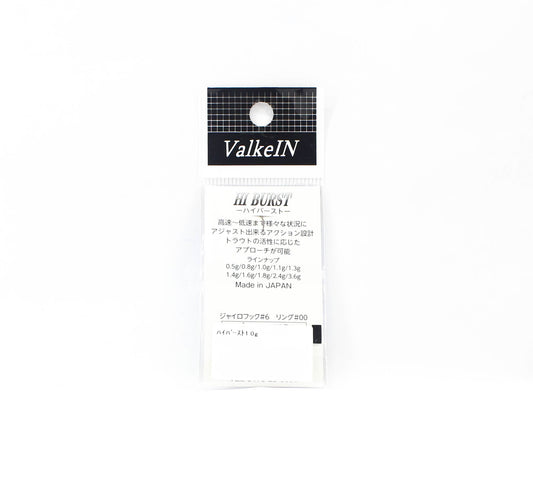 ValkeIN
HI BURST
ーハイバーストー
高速～低速まで様々な状況に
アジャスト出来るアクション設計
トラウトの活性に応じた
アプローチが可能
ラインナップ
0.5g/0.8g/1.0g/1.1g/1.3g
1.4g/1.6g/1.8g/2.4g/3.6g
Made in JAPAN
ジャイロフック#6 リング#00
ハイバースト1.0g